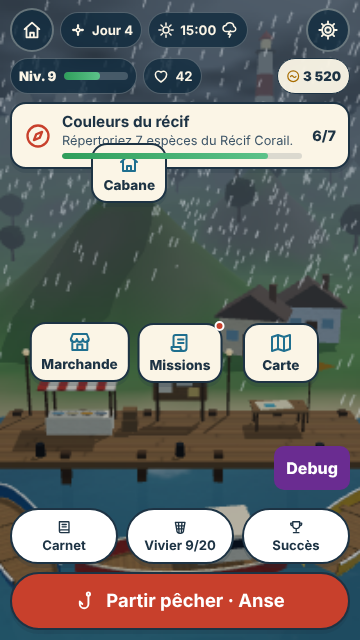 Jour 4
15:00
Niv. 9
42
3 520
Couleurs du récif
Répertoriez 7 espèces du Récif Corail.
6/7
Cabane
Marchande
Missions
Carte
Debug
Carnet
Vivier 9/20
Succès
Partir pêcher · Anse